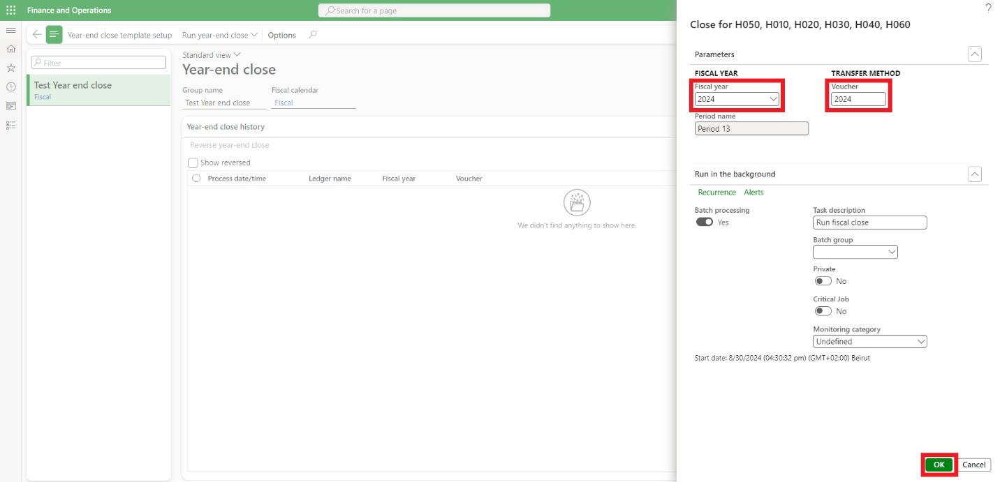 Finance and Operations
Search for a page
?
Year-end close template setup
Run year-end close
Options
Filter
Test Year end close
Fiscal
Standard view
Year-end close
Group name
Fiscal calendar
Test Year end close
Fiscal
Year-end close history
Reverse year-end close
Show reversed
Process date/time
Ledger name
Fiscal year
Voucher
We didn't find anything to show here.
Close for H050, H010, H020, H030, H040, H060
Parameters
FISCAL YEAR
TRANSFER METHOD
Fiscal year
Voucher
2024
2024
Period name
Period 13
Run in the background
Recurrence
Alerts
Batch processing
Yes
Task description
Run fiscal close
Batch group
Private
No
Critical Job
No
Monitoring category
Undefined
Start date: 8/30/2024 (04:30:32 pm) (GMT+02:00) Beirut
OK
Cancel